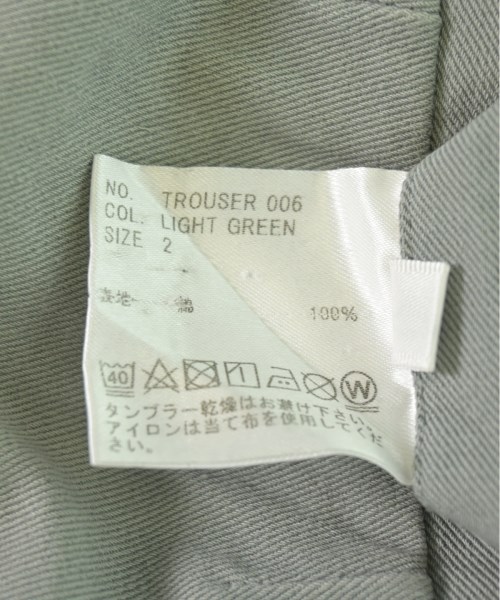 NO. TROUSER 006
COL. LIGHT GREEN
SIZE 2
表地 綿 100%
40 W
タンブラー乾燥はお避け下さい。
アイロンは当て布を使用してくだ
さい。